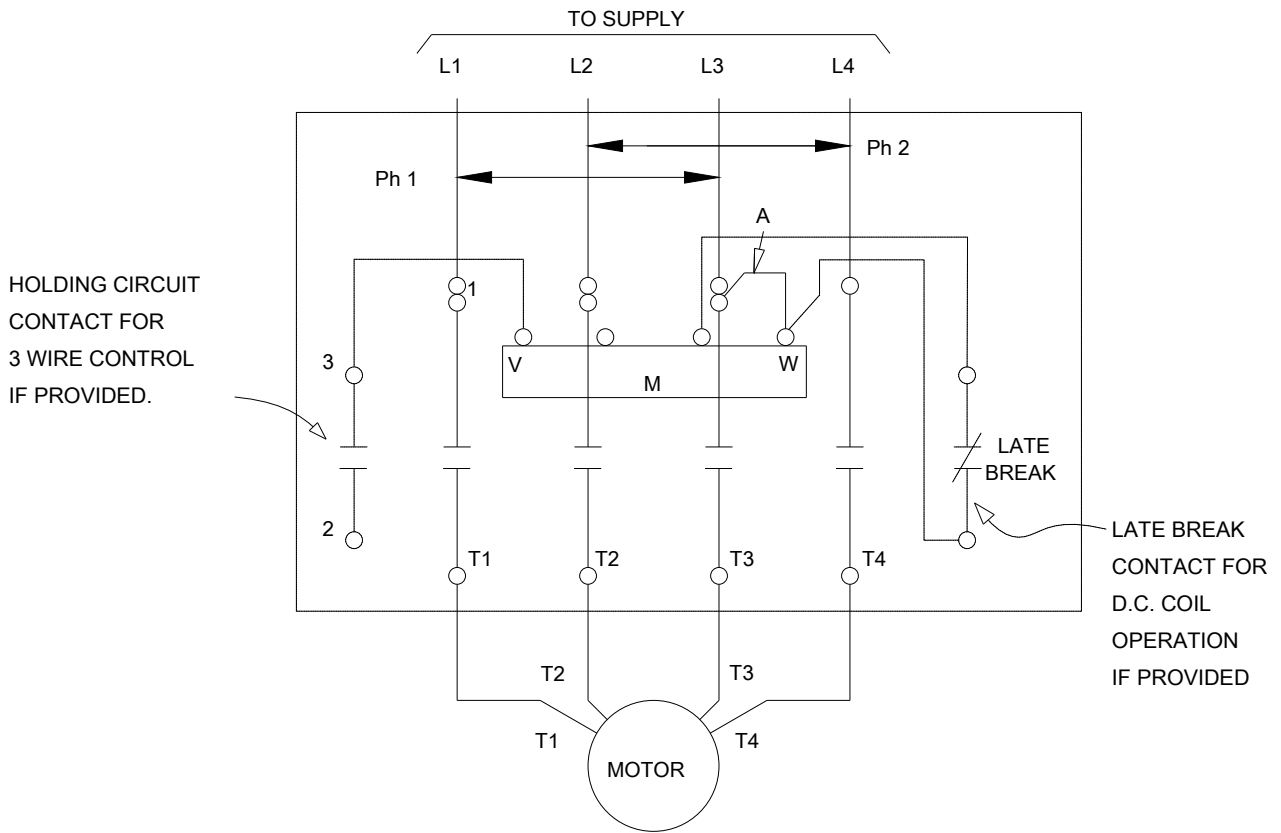 TO SUPPLY
L1
L2
L3
L4
Ph 2
Ph 1
A
HOLDING CIRCUIT
CONTACT FOR
3 WIRE CONTROL
IF PROVIDED.
1
3
V
W
M
LATE
BREAK
2
LATE BREAK
CONTACT FOR
D.C. COIL
OPERATION
IF PROVIDED
T1
T2
T3
T4
T2
T3
T1
T4
MOTOR